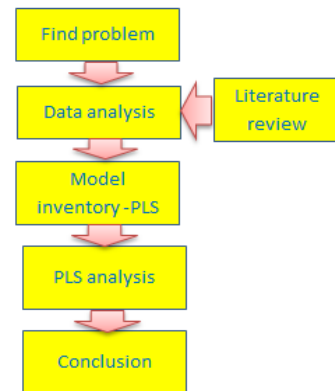 Find problem
Data analysis
Literature
review
Model
inventory -PLS
PLS analysis
Conclusion